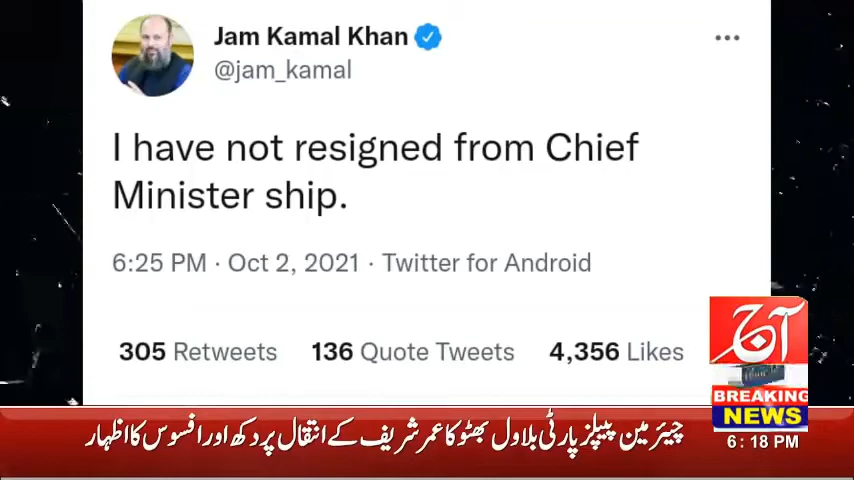 Jam Kamal Khan
@jam_kamal
I have not resigned from Chief
Minister ship.
6:25 PM · Oct 2, 2021 · Twitter for Android
305 Retweets 136 Quote Tweets 4,356 Likes
آج
BREAKING
NEWS
6:18 PM
چیئرمین پیپلز پارٹی بلاول بھٹو کا عمر شریف کے انتقال پر دکھ اور افسوس کا اظہار